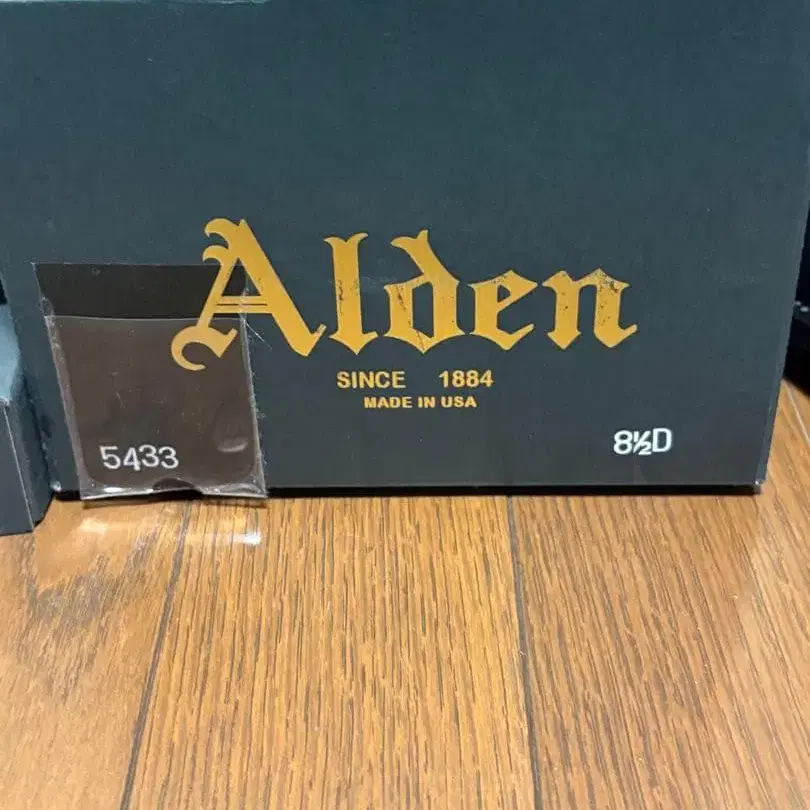 Alden
SINCE 1884
MADE IN USA
5433
8½D